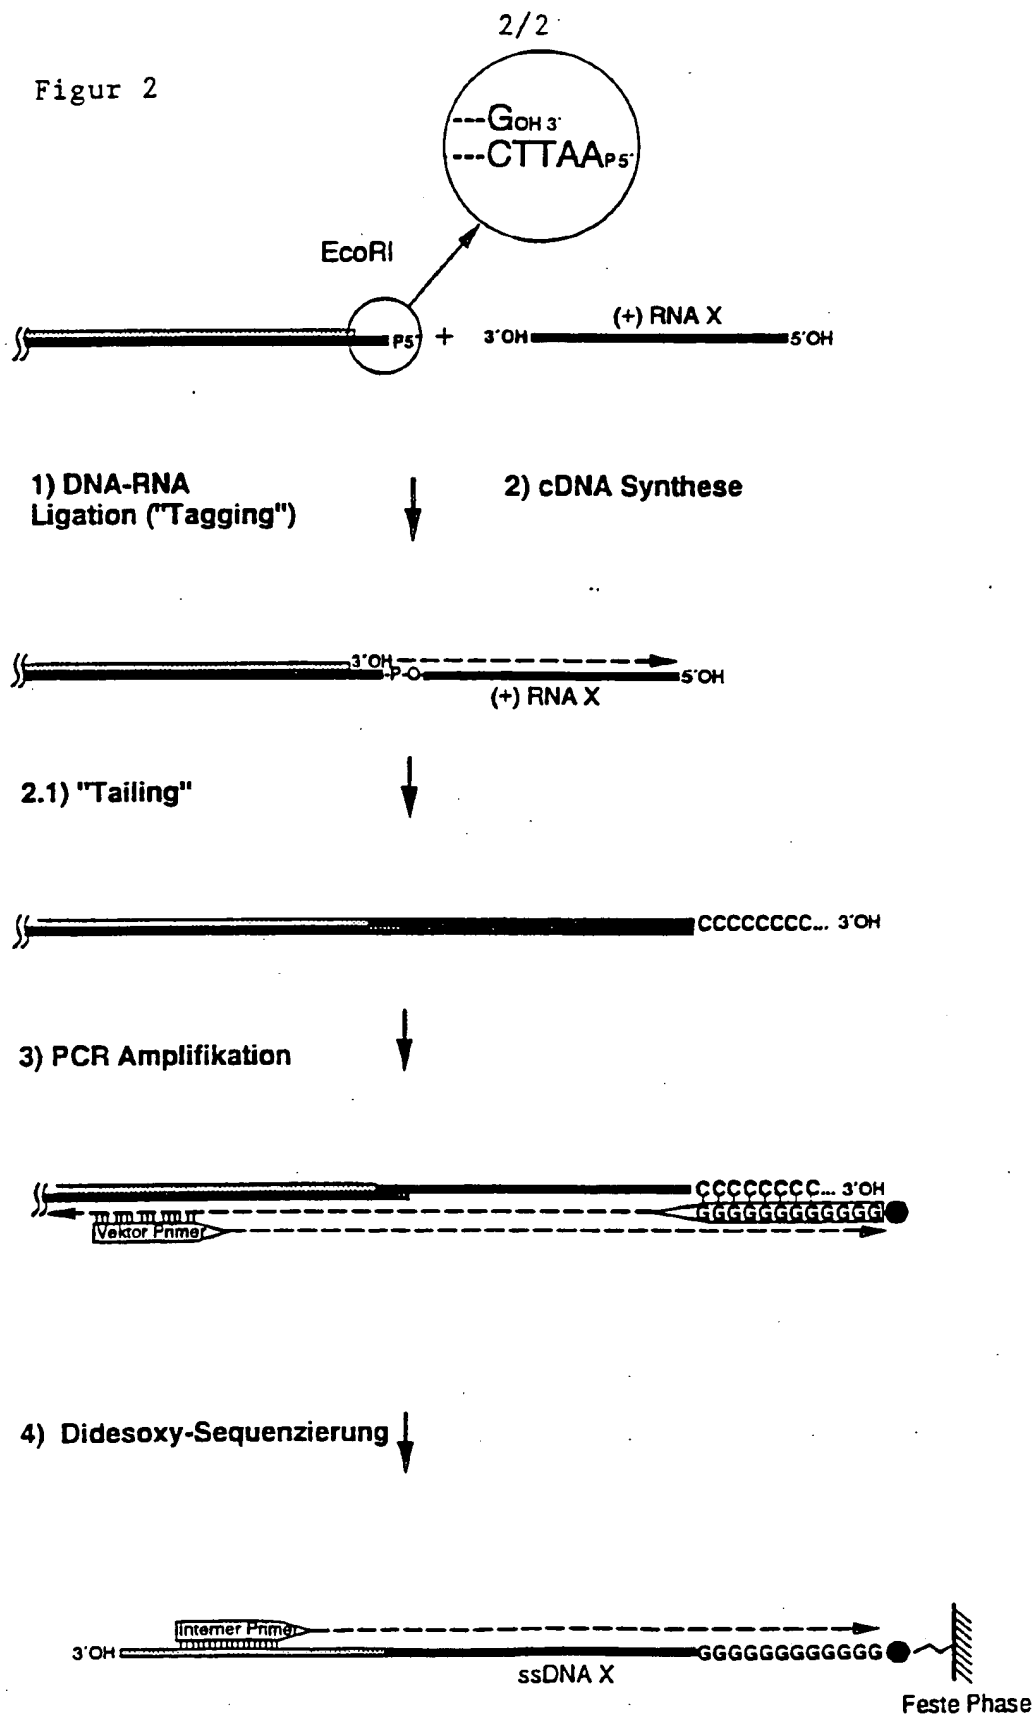 2/2
Figur 2
---GOH 3'
---CTTAAP 5'
EcoRI
P5' + 3'OH (+) RNA X 5'OH
1) DNA-RNA
Ligation ("Tagging")
2) cDNA Synthese
3'OH
-P-O 5'OH
(+) RNA X
2.1) "Tailing"
CCCCCCCC... 3'OH
3) PCR Amplifikation
CCCCCCCC... 3'OH
GGGGGGGGGGGG
Vektor Primer
4) Didesoxy-Sequenzierung
Interner Primer
3'OH GGGGGGGGGGGG
ssDNA X
Feste Phase